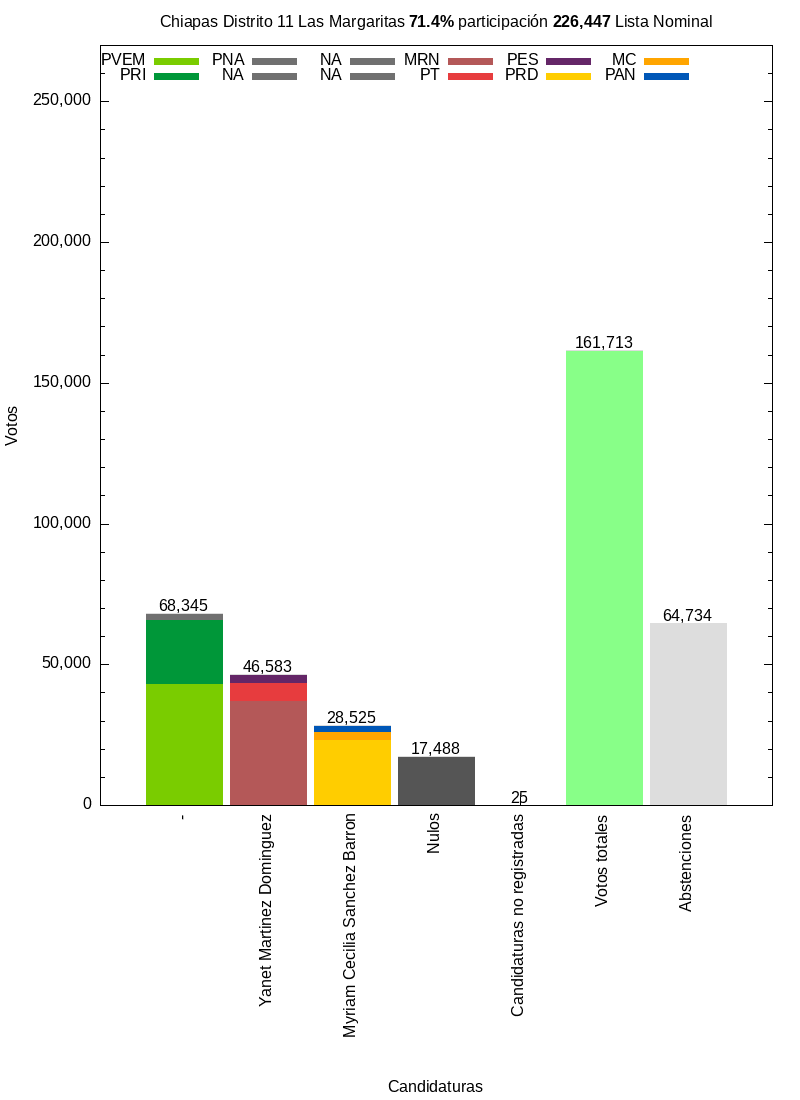 Chiapas Distrito 11 Las Margaritas 71.4% participación 226,447 Lista Nominal
PVEM PNA NA MRN PES MC
PRI NA NA PT PRD PAN
250,000
200,000
150,000
100,000
50,000
0
Votos
68,345
46,583
28,525
17,488
25
161,713
64,734
-
Yanet Martinez Dominguez
Myriam Cecilia Sanchez Barron
Nulos
Candidaturas no registradas
Votos totales
Abstenciones
Candidaturas